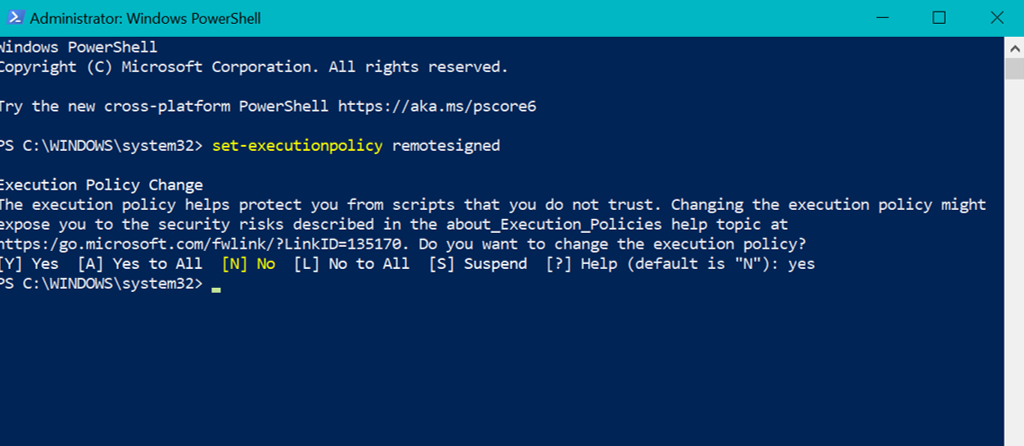 Administrator: Windows PowerShell
Windows PowerShell
Copyright (C) Microsoft Corporation. All rights reserved.
Try the new cross-platform PowerShell https://aka.ms/pscore6
PS C:\WINDOWS\system32> set-executionpolicy remotesigned
Execution Policy Change
The execution policy helps protect you from scripts that you do not trust. Changing the execution policy might
expose you to the security risks described in the about_Execution_Policies help topic at
https:/go.microsoft.com/fwlink/?LinkID=135170. Do you want to change the execution policy?
[Y] Yes  [A] Yes to All  [N] No  [L] No to All  [S] Suspend  [?] Help (default is "N"): yes
PS C:\WINDOWS\system32>